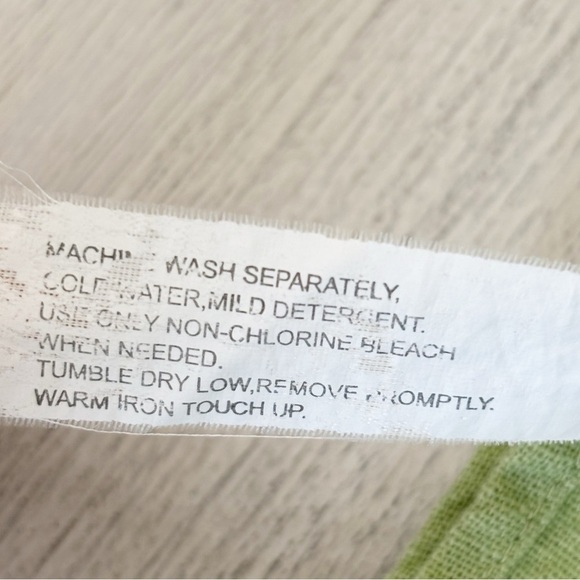 MACHINE WASH SEPARATELY,
COLD WATER,MILD DETERGENT.
USE ONLY NON-CHLORINE BLEACH
WHEN NEEDED.
TUMBLE DRY LOW,REMOVE PROMPTLY.
WARM IRON TOUCH UP.